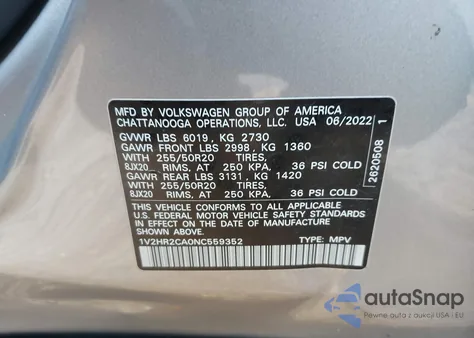 MFD. BY VOLKSWAGEN GROUP OF AMERICA
CHATTANOOGA OPERATIONS, LLC. USA 06/2022
GVWR LBS 6019, KG 2730
GAWR FRONT LBS 2998, KG 1360
WITH 255/50R20 TIRES,
8JX20 RIMS, AT 250 KPA. 36 PSI COLD
GAWR REAR LBS 3131, KG 1420
WITH 255/50R20 TIRES,
8JX20 RIMS, AT 250 KPA. 36 PSI COLD
THIS VEHICLE CONFORMS TO ALL APPLICABLE
U.S. FEDERAL MOTOR VEHICLE SAFETY STANDARDS
IN EFFECT ON THE DATE OF MANUFACTURE
SHOWN ABOVE.
1V2HR2CA0NC559352 TYPE: MPV
2620508 1
autoSnap
Pewne auto z USA i EU